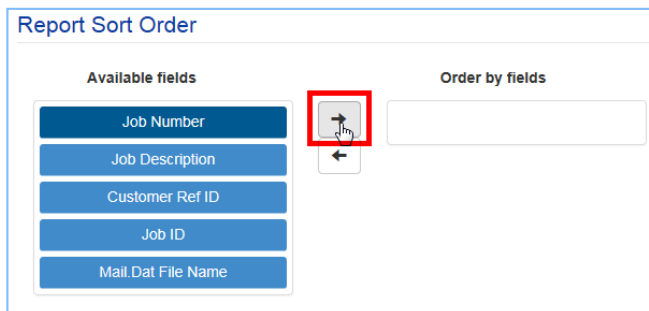 Report Sort Order
Available fields
Order by fields
Job Number
Job Description
Customer Ref ID
Job ID
Mail.Dat File Name